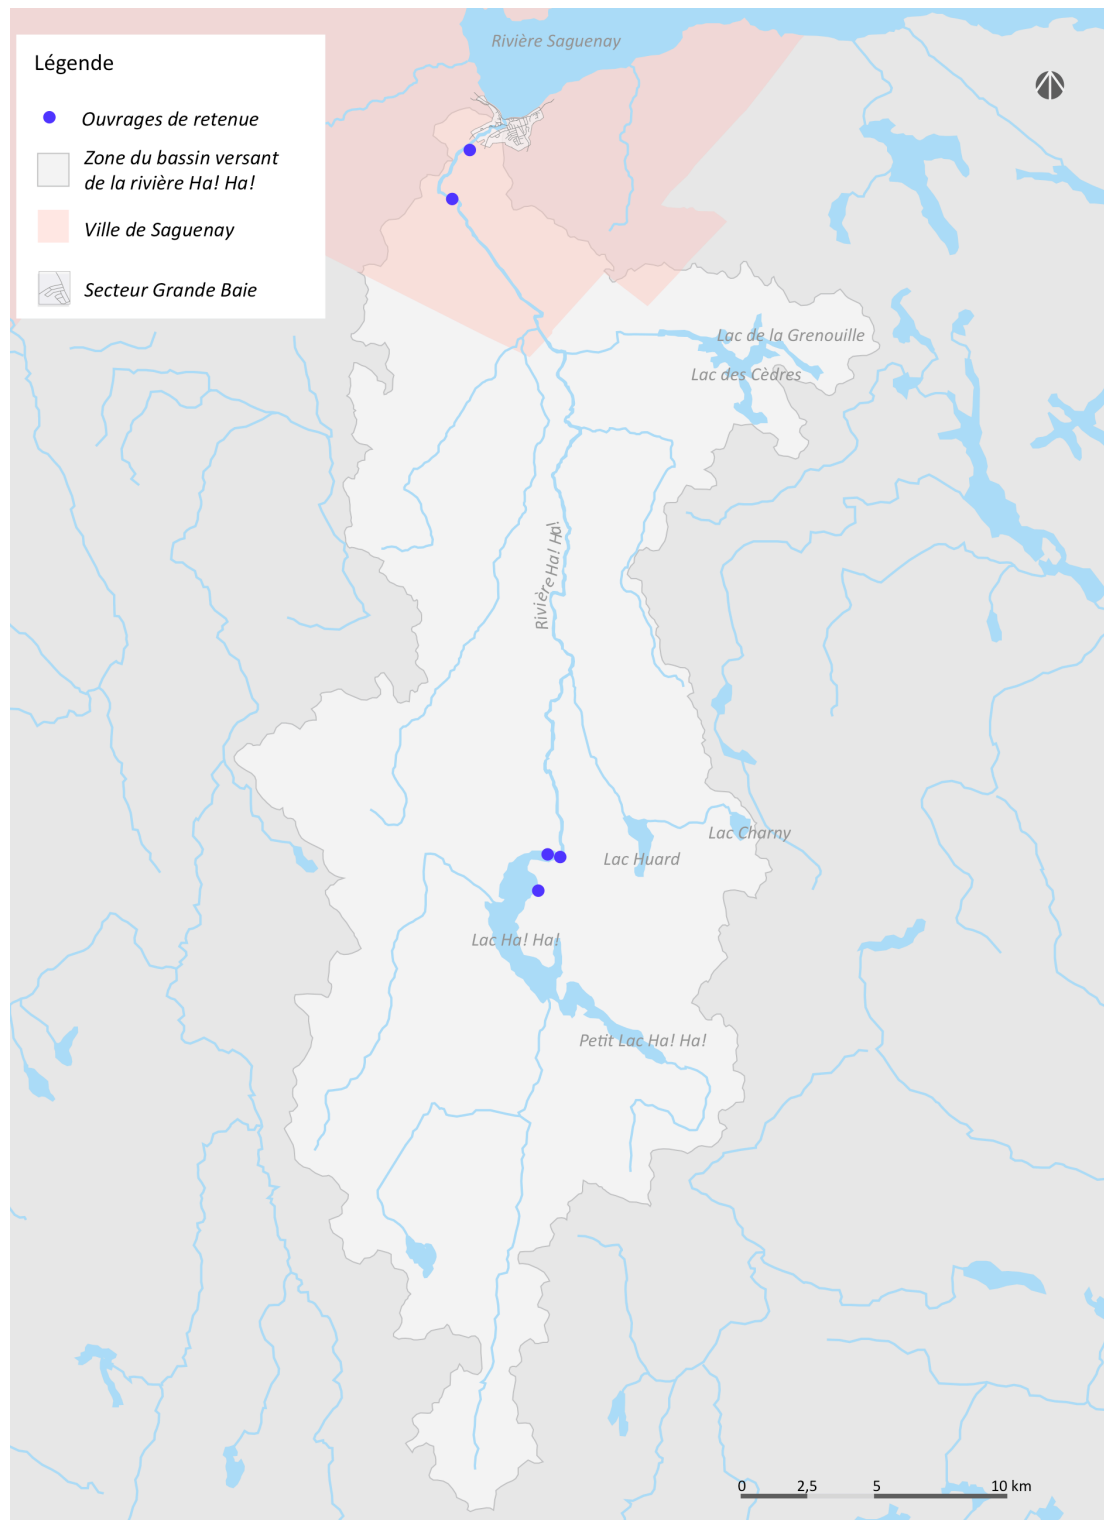 Rivière Saguenay
Légende
Ouvrages de retenue
Zone du bassin versant
de la rivière Ha! Ha!
Ville de Saguenay
Secteur Grande Baie
Lac de la Grenouille
Lac des Cèdres
Rivière Ha! Ha!
Lac Charny
Lac Huard
Lac Ha! Ha!
Petit Lac Ha! Ha!
0 2,5 5 10 km